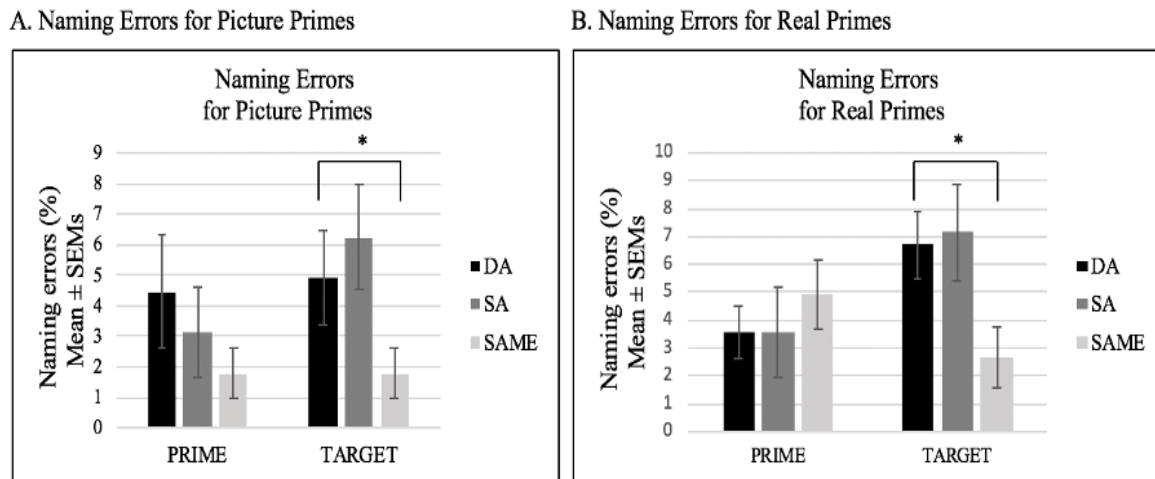 A. Naming Errors for Picture Primes
Naming Errors
for Picture Primes
*
Naming errors (%)
Mean ± SEMs
9
8
7
6
5
4
3
2
1
0
PRIME
TARGET
DA
SA
SAME
B. Naming Errors for Real Primes
Naming Errors
for Real Primes
*
Naming errors (%)
Mean ± SEMs
10
9
8
7
6
5
4
3
2
1
0
PRIME
TARGET
DA
SA
SAME